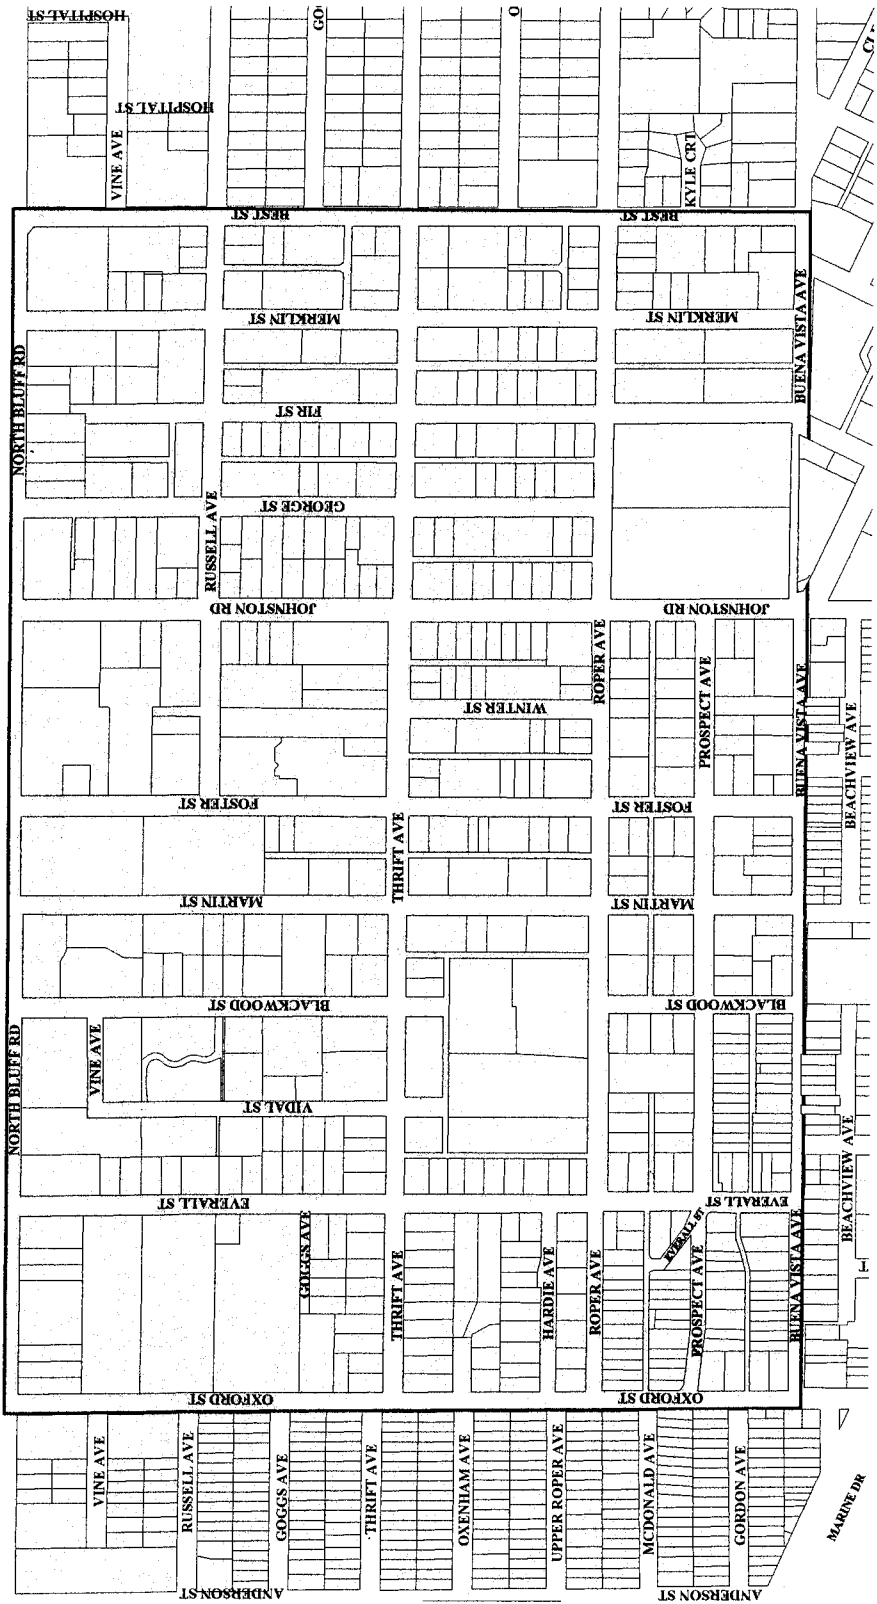 HOSPITAL ST
GO
O
CLE
HOSPITAL ST
VINE AVE
KYLE CRT
BEST ST
BEST ST
MERKLIN ST
MERKLIN ST
NORTH BLUFF RD
BUENA VISTA AVE
FIR ST
GEORGE ST
RUSSELL AVE
JOHNSTON RD
JOHNSTON RD
ROPER AVE
PROSPECT AVE
WINTER ST
BUENA VISTA AVE
BEACHVIEW AVE
FOSTER ST
FOSTER ST
THRIFT AVE
MARTIN ST
MARTIN ST
BLACKWOOD ST
BLACKWOOD ST
NORTH BLUFF RD
VINE AVE
VIDAL ST
BEACHVIEW AVE
EVERALL ST
EVERALL ST
EVERALL ST
GOGGS AVE
THRIFT AVE
HARDIE AVE
ROPER AVE
PROSPECT AVE
BUENA VISTA AVE
T
OXFORD ST
OXFORD ST
VINE AVE
RUSSELL AVE
GOGGS AVE
THRIFT AVE
OXENHAM AVE
UPPER ROPER AVE
MCDONALD AVE
GORDON AVE
MARINE DR
ANDERSON ST
ANDERSON ST